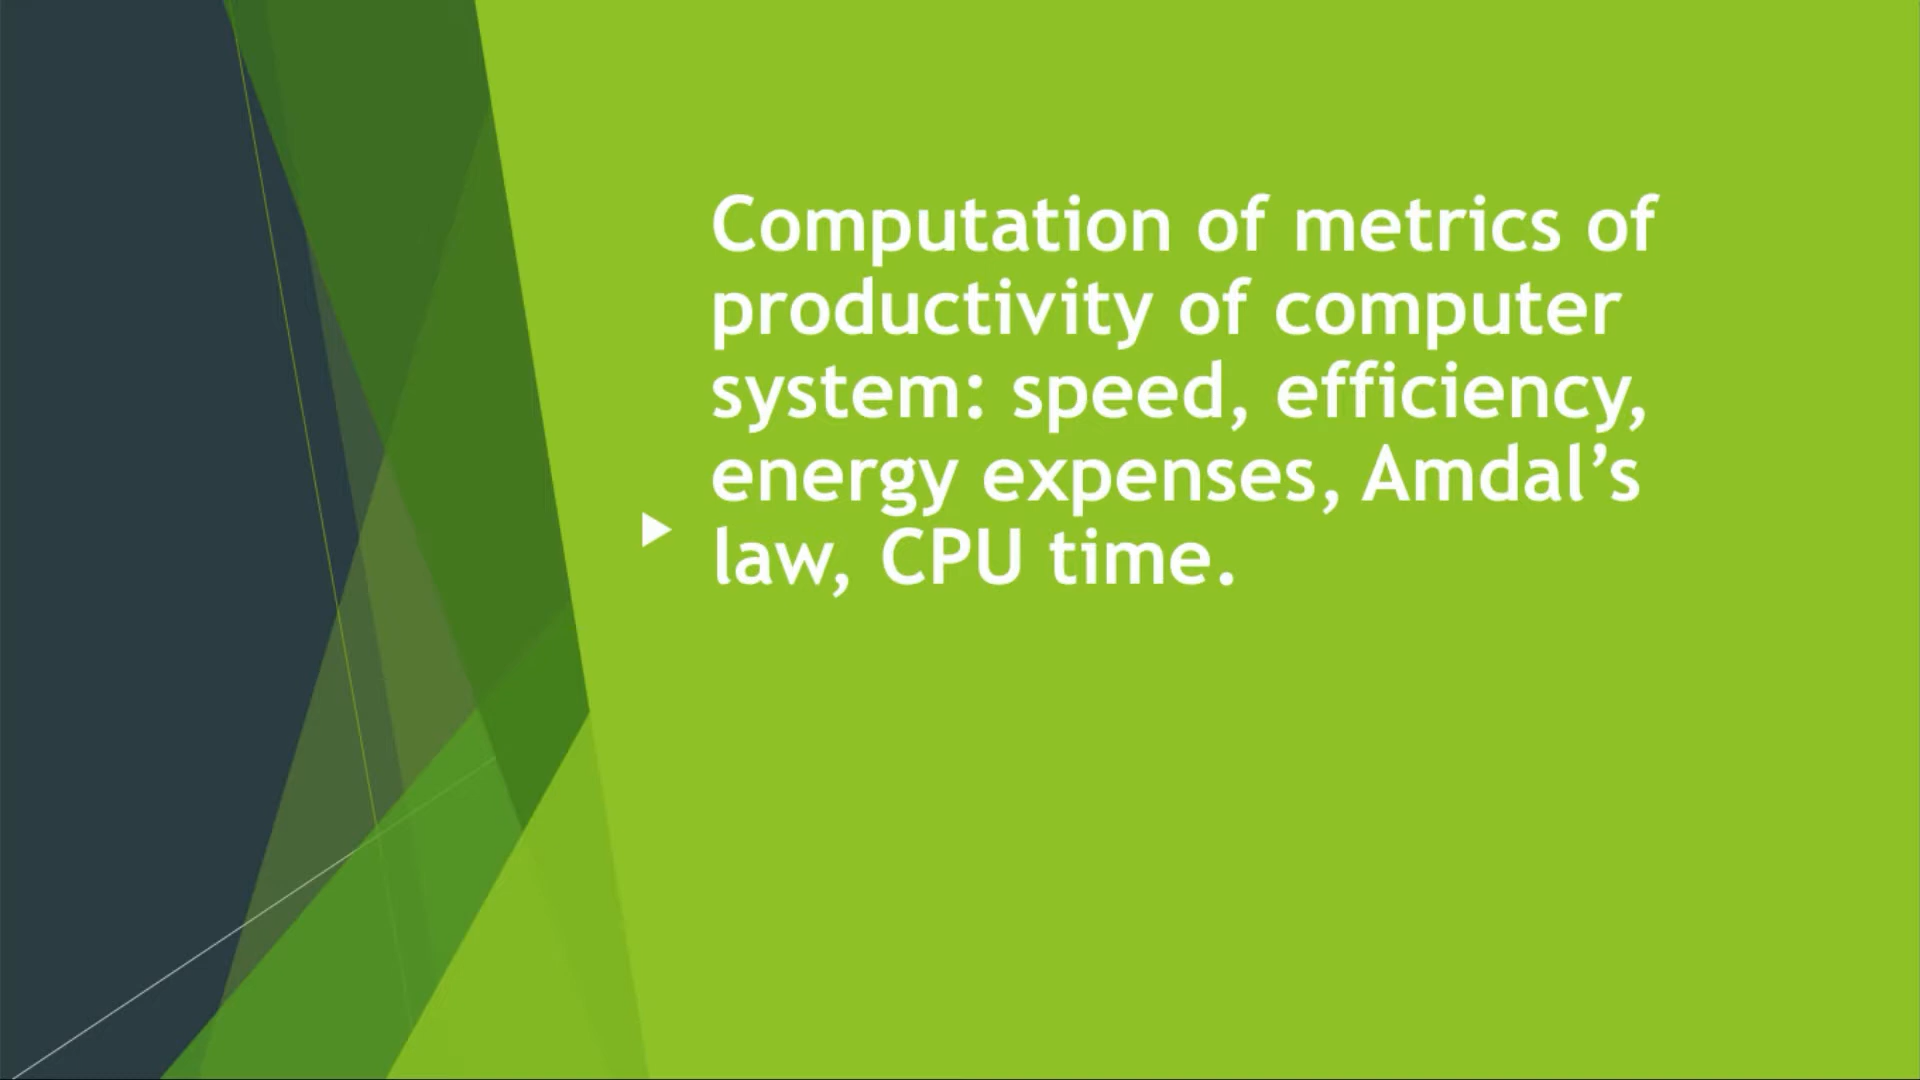 Computation of metrics of
productivity of computer
system: speed, efficiency,
energy expenses, Amdal’s
law, CPU time.